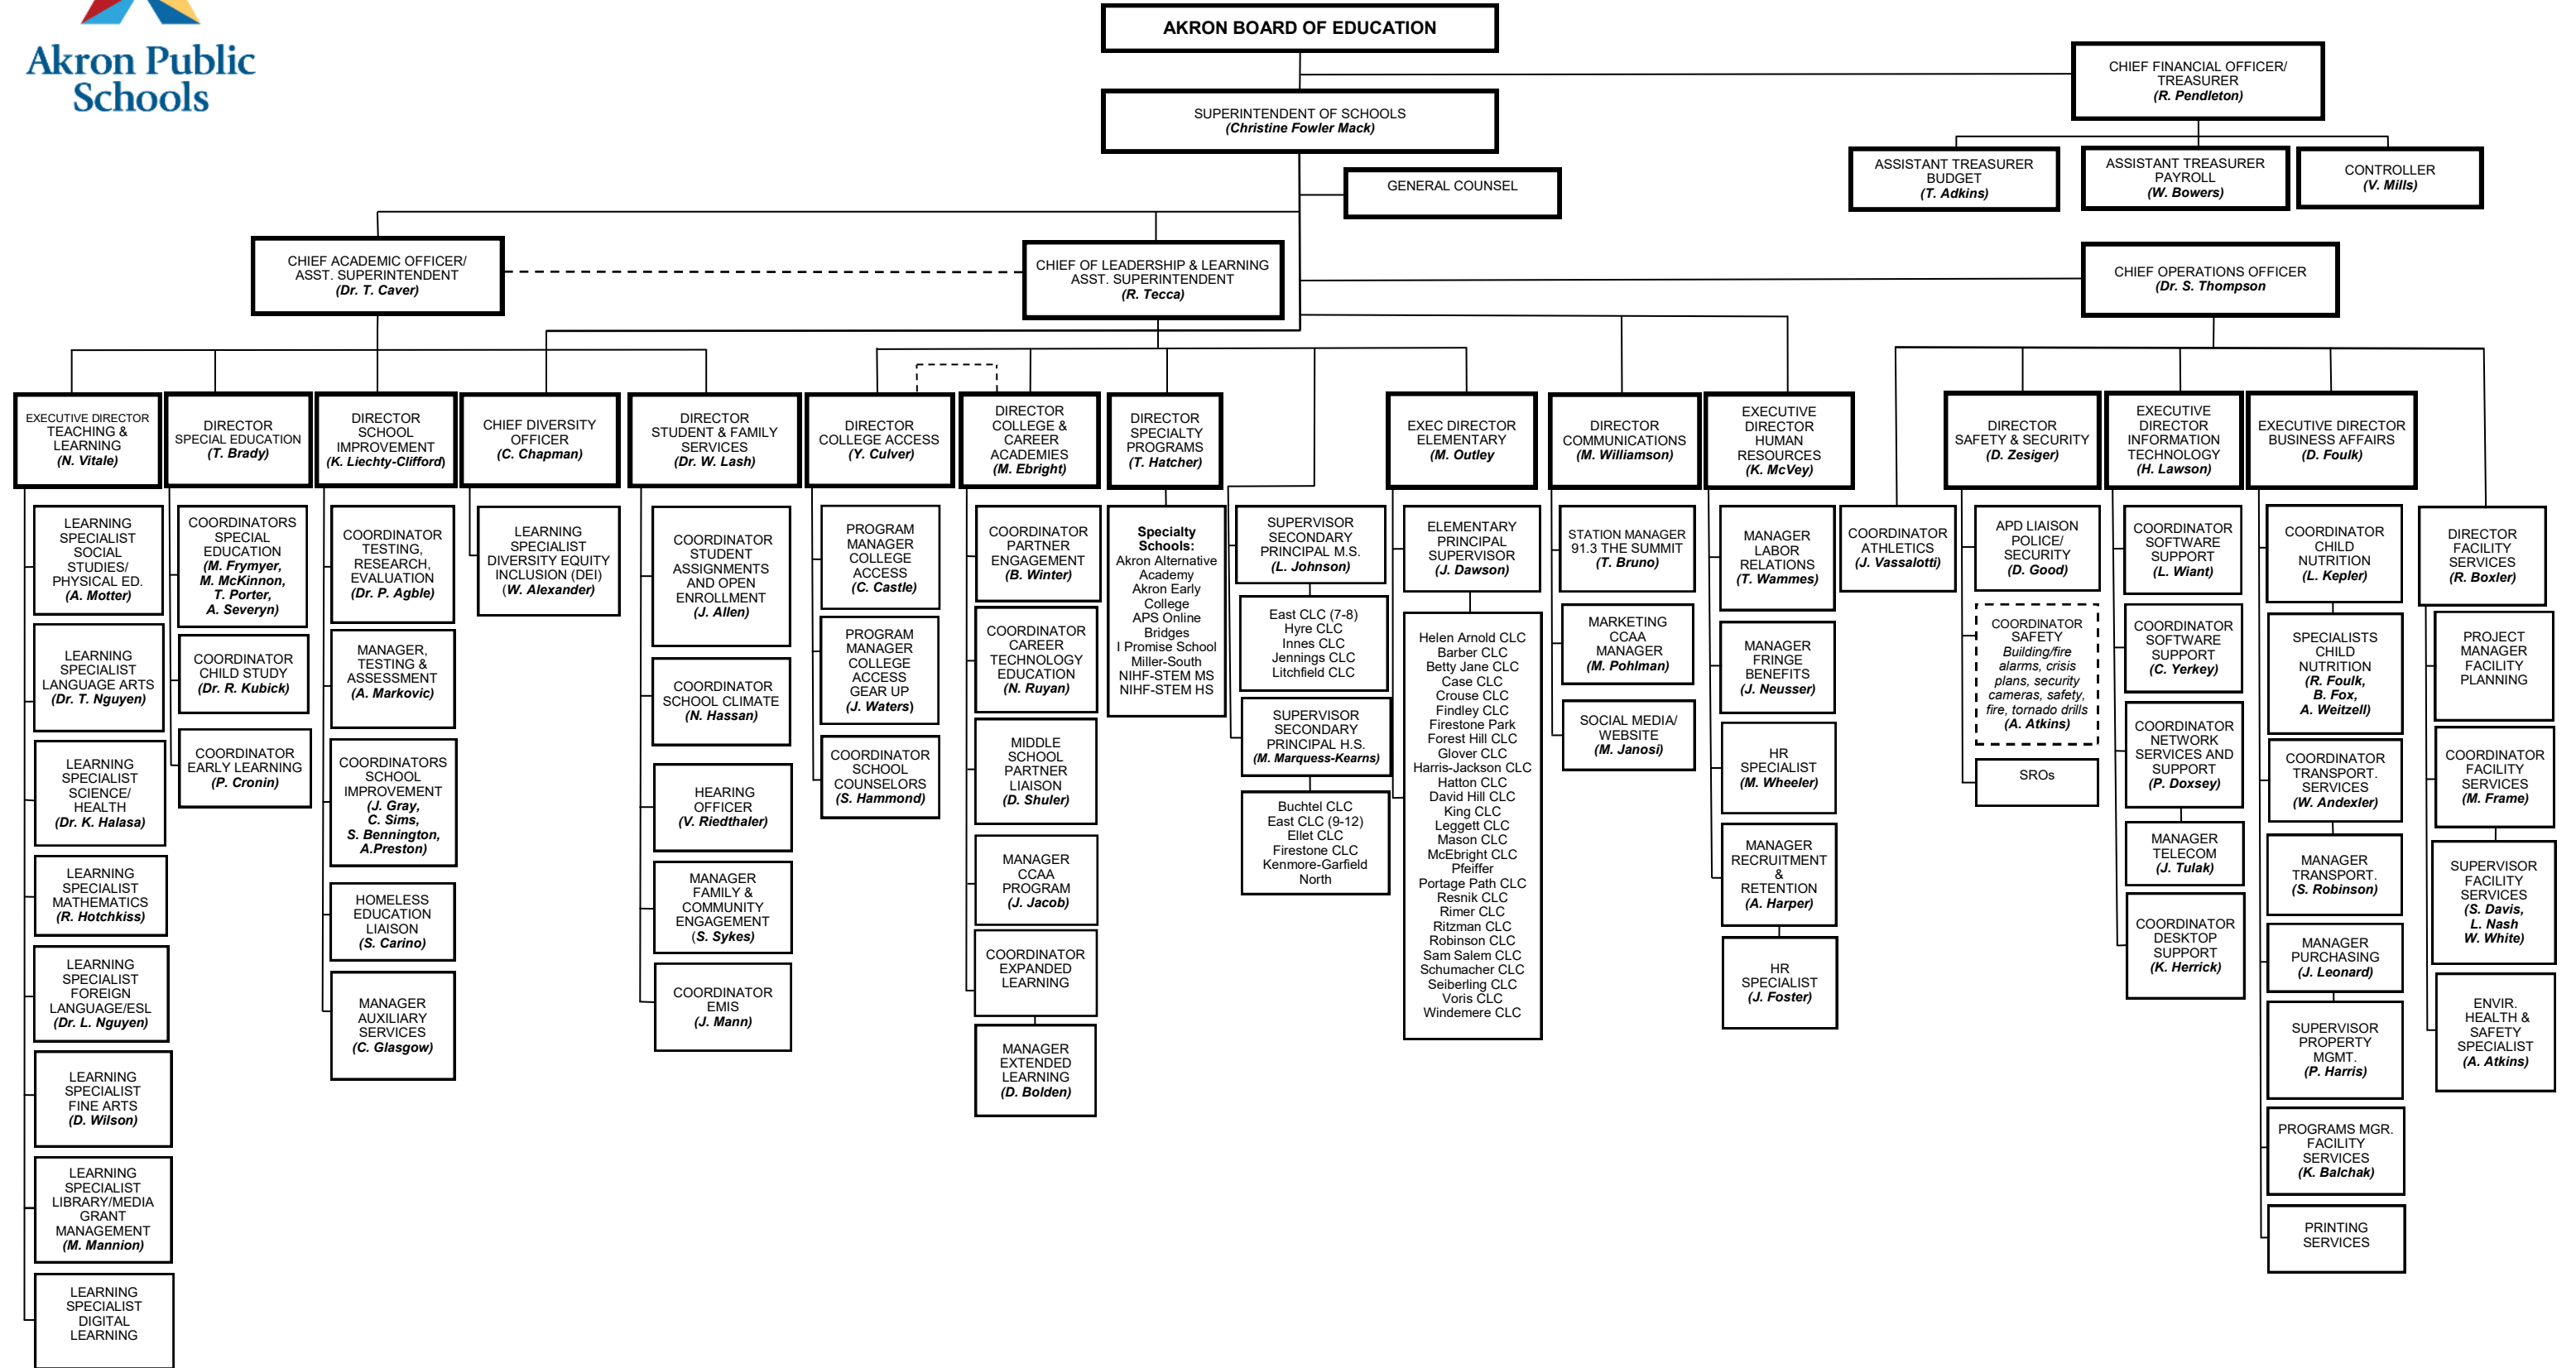 Akron Public
Schools
AKRON BOARD OF EDUCATION
CHIEF FINANCIAL OFFICER/
TREASURER
(R. Pendleton)
SUPERINTENDENT OF SCHOOLS
(Christine Fowler Mack)
ASSISTANT TREASURER
BUDGET
(T. Adkins)
ASSISTANT TREASURER
PAYROLL
(W. Bowers)
CONTROLLER
(V. Mills)
GENERAL COUNSEL
CHIEF ACADEMIC OFFICER/
ASST. SUPERINTENDENT
(Dr. T. Caver)
CHIEF OF LEADERSHIP & LEARNING
ASST. SUPERINTENDENT
(R. Tecca)
CHIEF OPERATIONS OFFICER
(Dr. S. Thompson
EXECUTIVE DIRECTOR
TEACHING &
LEARNING
(N. Vitale)
DIRECTOR
SPECIAL EDUCATION
(T. Brady)
DIRECTOR
SCHOOL
IMPROVEMENT
(K. Liechty-Clifford)
CHIEF DIVERSITY
OFFICER
(C. Chapman)
DIRECTOR
STUDENT & FAMILY
SERVICES
(Dr. W. Lash)
DIRECTOR
COLLEGE ACCESS
(Y. Culver)
DIRECTOR
COLLEGE &
CAREER
ACADEMIES
(M. Ebright)
DIRECTOR
SPECIALTY
PROGRAMS
(T. Hatcher)
EXEC DIRECTOR
ELEMENTARY
(M. Outley
DIRECTOR
COMMUNICATIONS
(M. Williamson)
EXECUTIVE
DIRECTOR
HUMAN
RESOURCES
(K. McVey)
DIRECTOR
SAFETY & SECURITY
(D. Zesiger)
EXECUTIVE
DIRECTOR
INFORMATION
TECHNOLOGY
(H. Lawson)
EXECUTIVE DIRECTOR
BUSINESS AFFAIRS
(D. Foulk)
LEARNING
SPECIALIST
SOCIAL
STUDIES/
PHYSICAL ED.
(A. Motter)
LEARNING
SPECIALIST
LANGUAGE ARTS
(Dr. T. Nguyen)
LEARNING
SPECIALIST
SCIENCE/
HEALTH
(Dr. K. Halasa)
LEARNING
SPECIALIST
MATHEMATICS
(R. Hotchkiss)
LEARNING
SPECIALIST
FOREIGN
LANGUAGE/ESL
(Dr. L. Nguyen)
LEARNING
SPECIALIST
FINE ARTS
(D. Wilson)
LEARNING
SPECIALIST
LIBRARY/MEDIA
GRANT
MANAGEMENT
(M. Mannion)
LEARNING
SPECIALIST
DIGITAL
LEARNING
COORDINATORS
SPECIAL
EDUCATION
(M. Frymyer,
M. McKinnon,
T. Porter,
A. Severyn)
COORDINATOR
CHILD STUDY
(Dr. R. Kubick)
COORDINATOR
EARLY LEARNING
(P. Cronin)
COORDINATOR
TESTING,
RESEARCH,
EVALUATION
(Dr. P. Agble)
MANAGER,
TESTING &
ASSESSMENT
(A. Markovic)
COORDINATORS
SCHOOL
IMPROVEMENT
(J. Gray,
C. Sims,
S. Bennington,
A.Preston)
HOMELESS
EDUCATION
LIAISON
(S. Carino)
MANAGER
AUXILIARY
SERVICES
(C. Glasgow)
LEARNING
SPECIALIST
DIVERSITY EQUITY
INCLUSION (DEI)
(W. Alexander)
COORDINATOR
STUDENT
ASSIGNMENTS
AND OPEN
ENROLLMENT
(J. Allen)
COORDINATOR
SCHOOL CLIMATE
(N. Hassan)
HEARING
OFFICER
(V. Riedthaler)
MANAGER
FAMILY &
COMMUNITY
ENGAGEMENT
(S. Sykes)
COORDINATOR
EMIS
(J. Mann)
PROGRAM
MANAGER
COLLEGE
ACCESS
(C. Castle)
PROGRAM
MANAGER
COLLEGE
ACCESS
GEAR UP
(J. Waters)
COORDINATOR
SCHOOL
COUNSELORS
(S. Hammond)
COORDINATOR
PARTNER
ENGAGEMENT
(B. Winter)
COORDINATOR
CAREER
TECHNOLOGY
EDUCATION
(N. Ruyan)
MIDDLE
SCHOOL
PARTNER
LIAISON
(D. Shuler)
MANAGER
CCAA
PROGRAM
(J. Jacob)
COORDINATOR
EXPANDED
LEARNING
MANAGER
EXTENDED
LEARNING
(D. Bolden)
Specialty
Schools:
Akron Alternative
Academy
Akron Early
College
APS Online
Bridges
I Promise School
Miller-South
NIHF-STEM MS
NIHF-STEM HS
SUPERVISOR
SECONDARY
PRINCIPAL M.S.
(L. Johnson)
East CLC (7-8)
Hyre CLC
Innes CLC
Jennings CLC
Litchfield CLC
SUPERVISOR
SECONDARY
PRINCIPAL H.S.
(M. Marquess-Kearns)
Buchtel CLC
East CLC (9-12)
Ellet CLC
Firestone CLC
Kenmore-Garfield
North
ELEMENTARY
PRINCIPAL
SUPERVISOR
(J. Dawson)
Helen Arnold CLC
Barber CLC
Betty Jane CLC
Case CLC
Crouse CLC
Findley CLC
Firestone Park
Forest Hill CLC
Glover CLC
Harris-Jackson CLC
Hatton CLC
David Hill CLC
King CLC
Leggett CLC
Mason CLC
McEbright CLC
Pfeiffer
Portage Path CLC
Resnik CLC
Rimer CLC
Ritzman CLC
Robinson CLC
Sam Salem CLC
Schumacher CLC
Seiberling CLC
Voris CLC
Windemere CLC
STATION MANAGER
91.3 THE SUMMIT
(T. Bruno)
MARKETING
CCAA
MANAGER
(M. Pohlman)
SOCIAL MEDIA/
WEBSITE
(M. Janosi)
MANAGER
LABOR
RELATIONS
(T. Wammes)
MANAGER
FRINGE
BENEFITS
(J. Neusser)
HR
SPECIALIST
(M. Wheeler)
MANAGER
RECRUITMENT
&
RETENTION
(A. Harper)
HR
SPECIALIST
(J. Foster)
COORDINATOR
ATHLETICS
(J. Vassalotti)
APD LIAISON
POLICE/
SECURITY
(D. Good)
COORDINATOR
SAFETY
Building/fire
alarms, crisis
plans, security
cameras, safety,
fire, tornado drills
(A. Atkins)
SROs
COORDINATOR
SOFTWARE
SUPPORT
(L. Wiant)
COORDINATOR
SOFTWARE
SUPPORT
(C. Yerkey)
COORDINATOR
NETWORK
SERVICES AND
SUPPORT
(P. Doxsey)
MANAGER
TELECOM
(J. Tulak)
COORDINATOR
DESKTOP
SUPPORT
(K. Herrick)
COORDINATOR
CHILD
NUTRITION
(L. Kepler)
SPECIALISTS
CHILD
NUTRITION
(R. Foulk,
B. Fox,
A. Weitzell)
COORDINATOR
TRANSPORT.
SERVICES
(W. Andexler)
MANAGER
TRANSPORT.
(S. Robinson)
MANAGER
PURCHASING
(J. Leonard)
SUPERVISOR
PROPERTY
MGMT.
(P. Harris)
PROGRAMS MGR.
FACILITY
SERVICES
(K. Balchak)
PRINTING
SERVICES
DIRECTOR
FACILITY
SERVICES
(R. Boxler)
PROJECT
MANAGER
FACILITY
PLANNING
COORDINATOR
FACILITY
SERVICES
(M. Frame)
SUPERVISOR
FACILITY
SERVICES
(S. Davis,
L. Nash
W. White)
ENVIR.
HEALTH &
SAFETY
SPECIALIST
(A. Atkins)